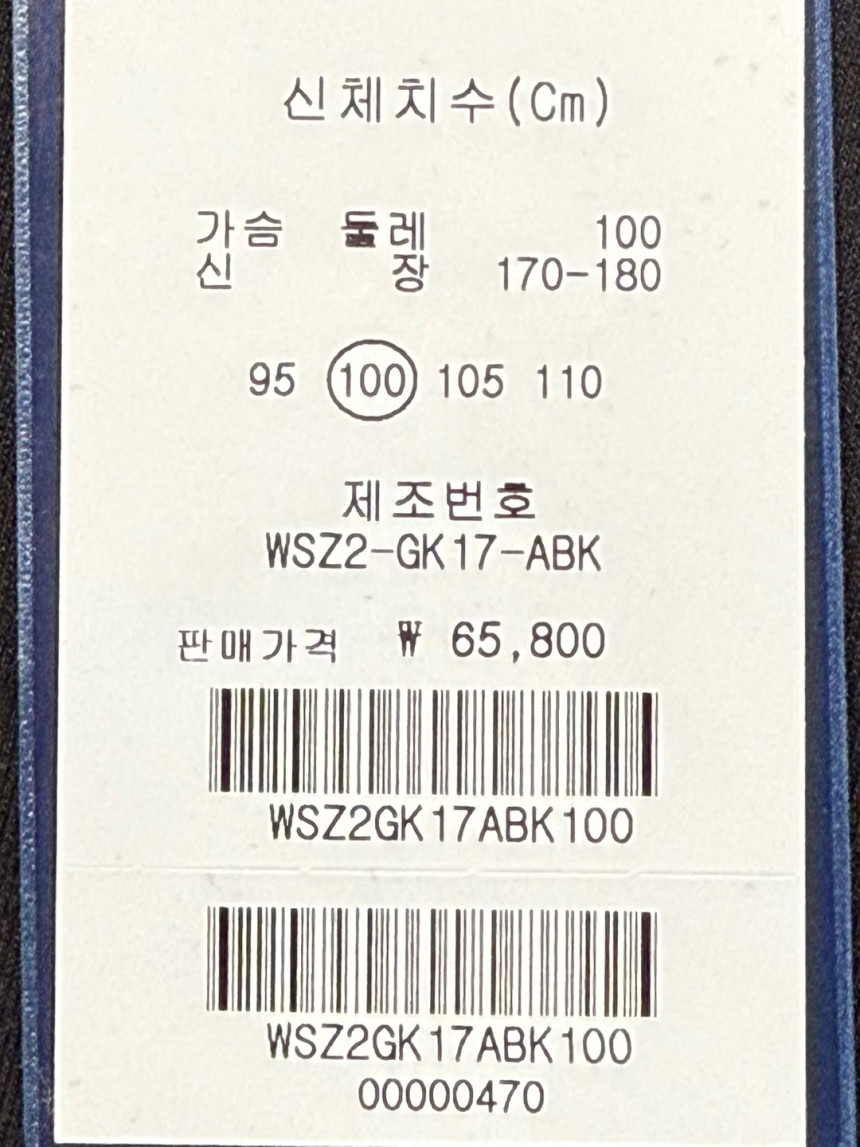 신체치수(Cm)
가슴 둘레 100
신 장 170-180
95 100 105 110
제조번호
WSZ2-GK17-ABK
판매가격 ₩ 65,800
WSZ2GK17ABK100
WSZ2GK17ABK100
00000470